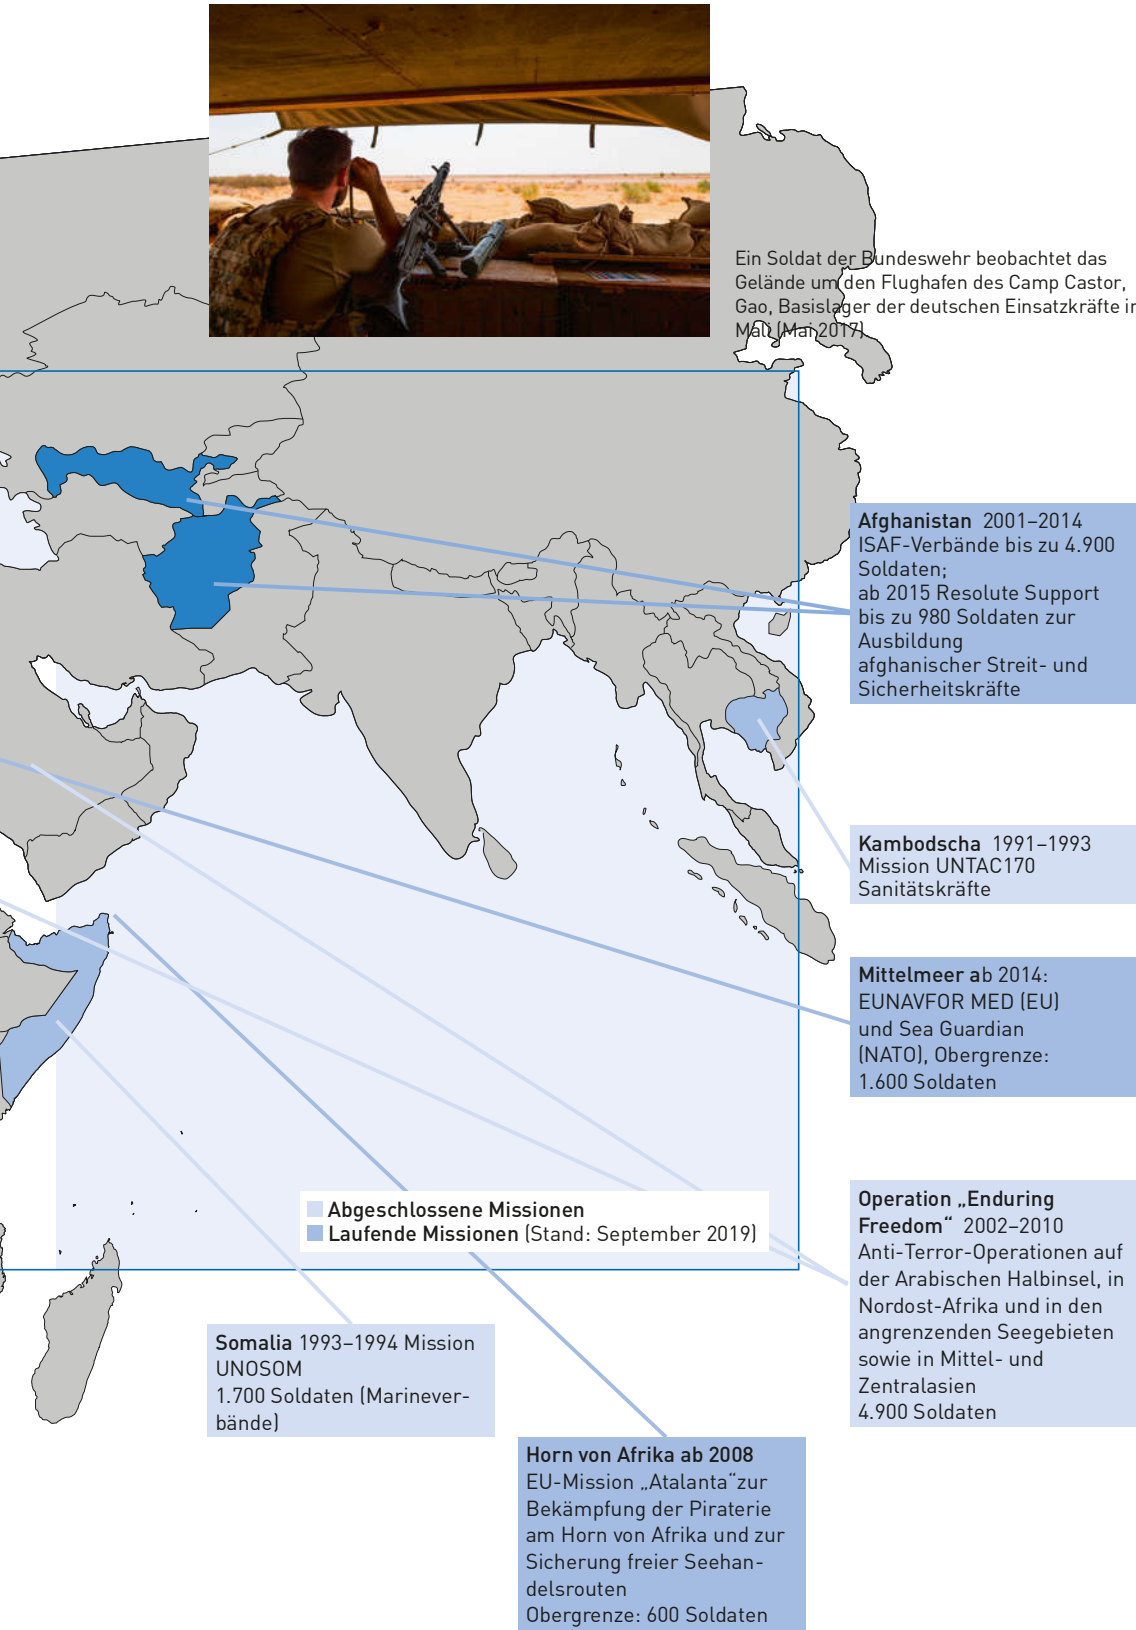 Ein Soldat der Bundeswehr beobachtet das
Gelände um den Flughafen des Camp Castor,
Gao, Basislager der deutschen Einsatzkräfte in
Mali (Mai 2017)
Afghanistan 2001–2014
ISAF-Verbände bis zu 4.900
Soldaten;
ab 2015 Resolute Support
bis zu 980 Soldaten zur
Ausbildung
afghanischer Streit- und
Sicherheitskräfte
Kambodscha 1991–1993
Mission UNTAC170
Sanitätskräfte
Mittelmeer ab 2014:
EUNAVFOR MED (EU)
und Sea Guardian
(NATO), Obergrenze:
1.600 Soldaten
Abgeschlossene Missionen
Laufende Missionen (Stand: September 2019)
Operation „Enduring
Freedom“ 2002–2010
Anti-Terror-Operationen auf
der Arabischen Halbinsel, in
Nordost-Afrika und in den
angrenzenden Seegebieten
sowie in Mittel- und
Zentralasien
4.900 Soldaten
Somalia 1993–1994 Mission
UNOSOM
1.700 Soldaten (Marinever-
bände)
Horn von Afrika ab 2008
EU-Mission „Atalanta“zur
Bekämpfung der Piraterie
am Horn von Afrika und zur
Sicherung freier Seehan-
delsrouten
Obergrenze: 600 Soldaten